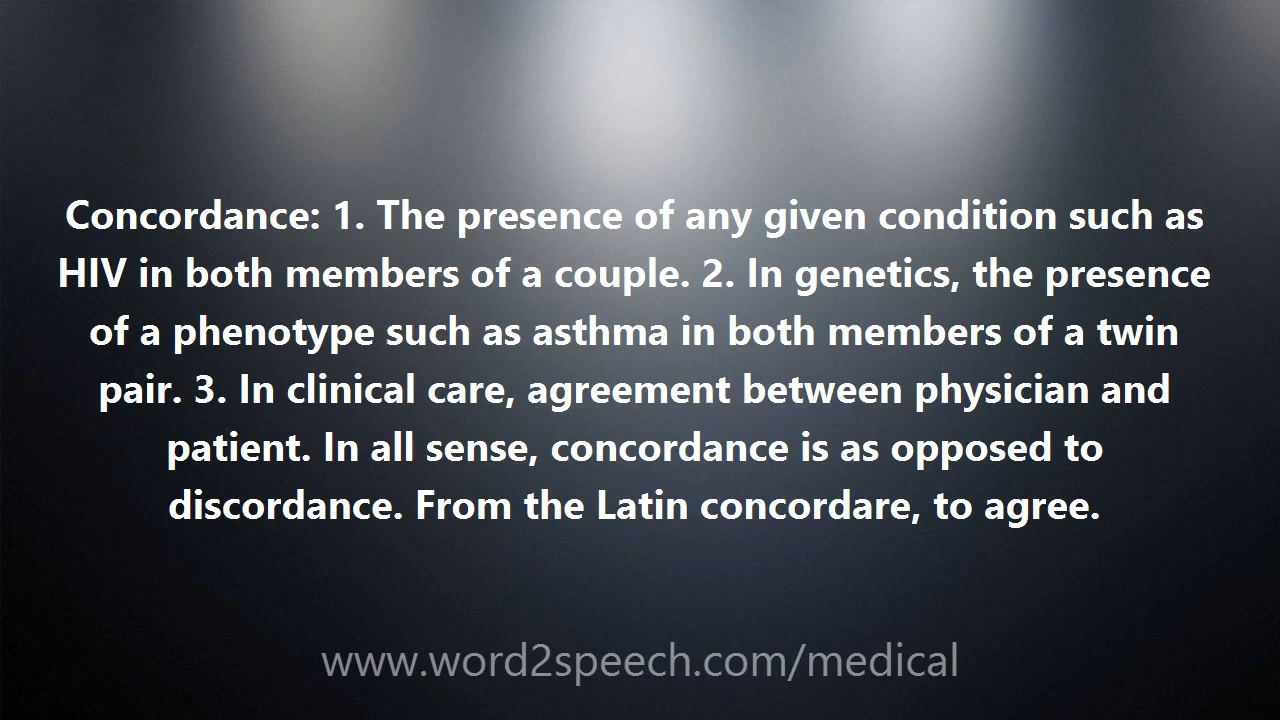 Concordance: 1. The presence of any given condition such as
HIV in both members of a couple. 2. In genetics, the presence
of a phenotype such as asthma in both members of a twin
pair. 3. In clinical care, agreement between physician and
patient. In all sense, concordance is as opposed to
discordance. From the Latin concordare, to agree.
www.word2speech.com/medical